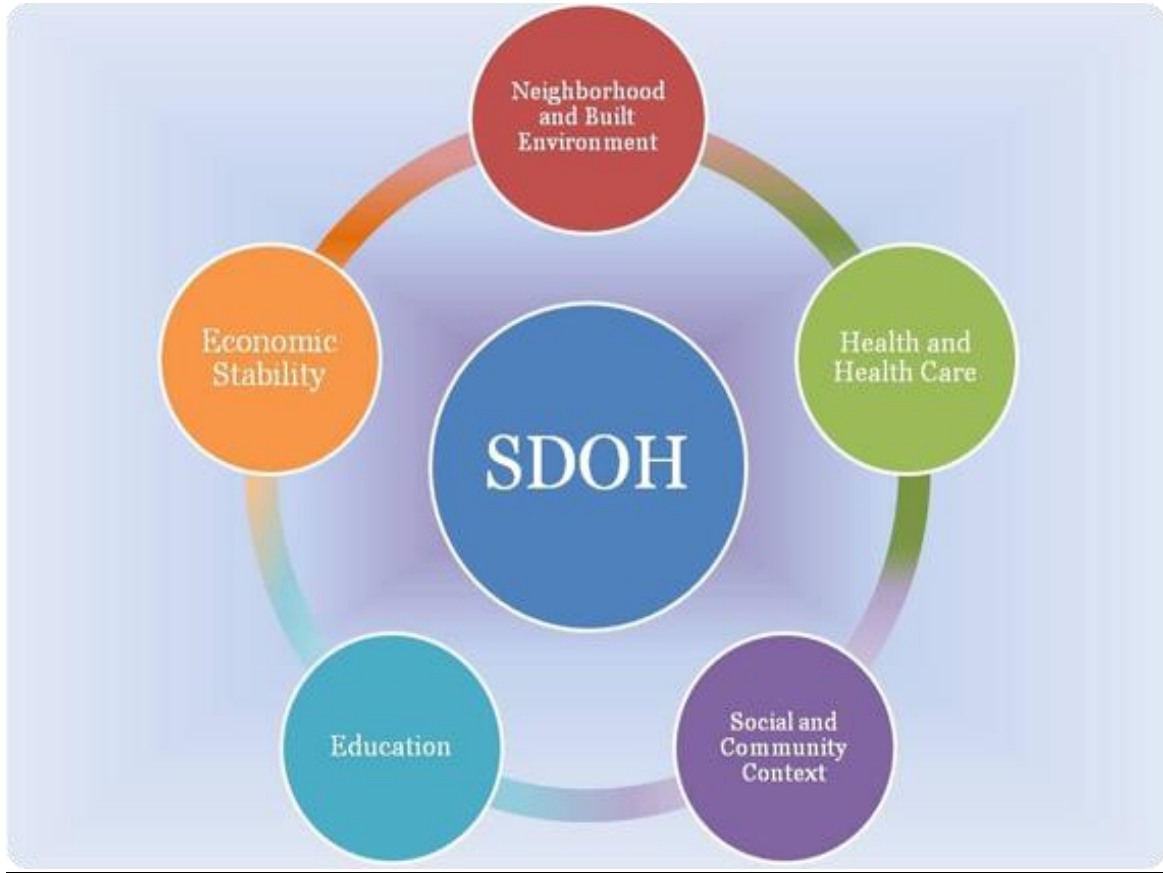 Neighborhood
and Built
Environment
Economic
Stability
Health and
Health Care
SDOH
Education
Social and
Community
Context